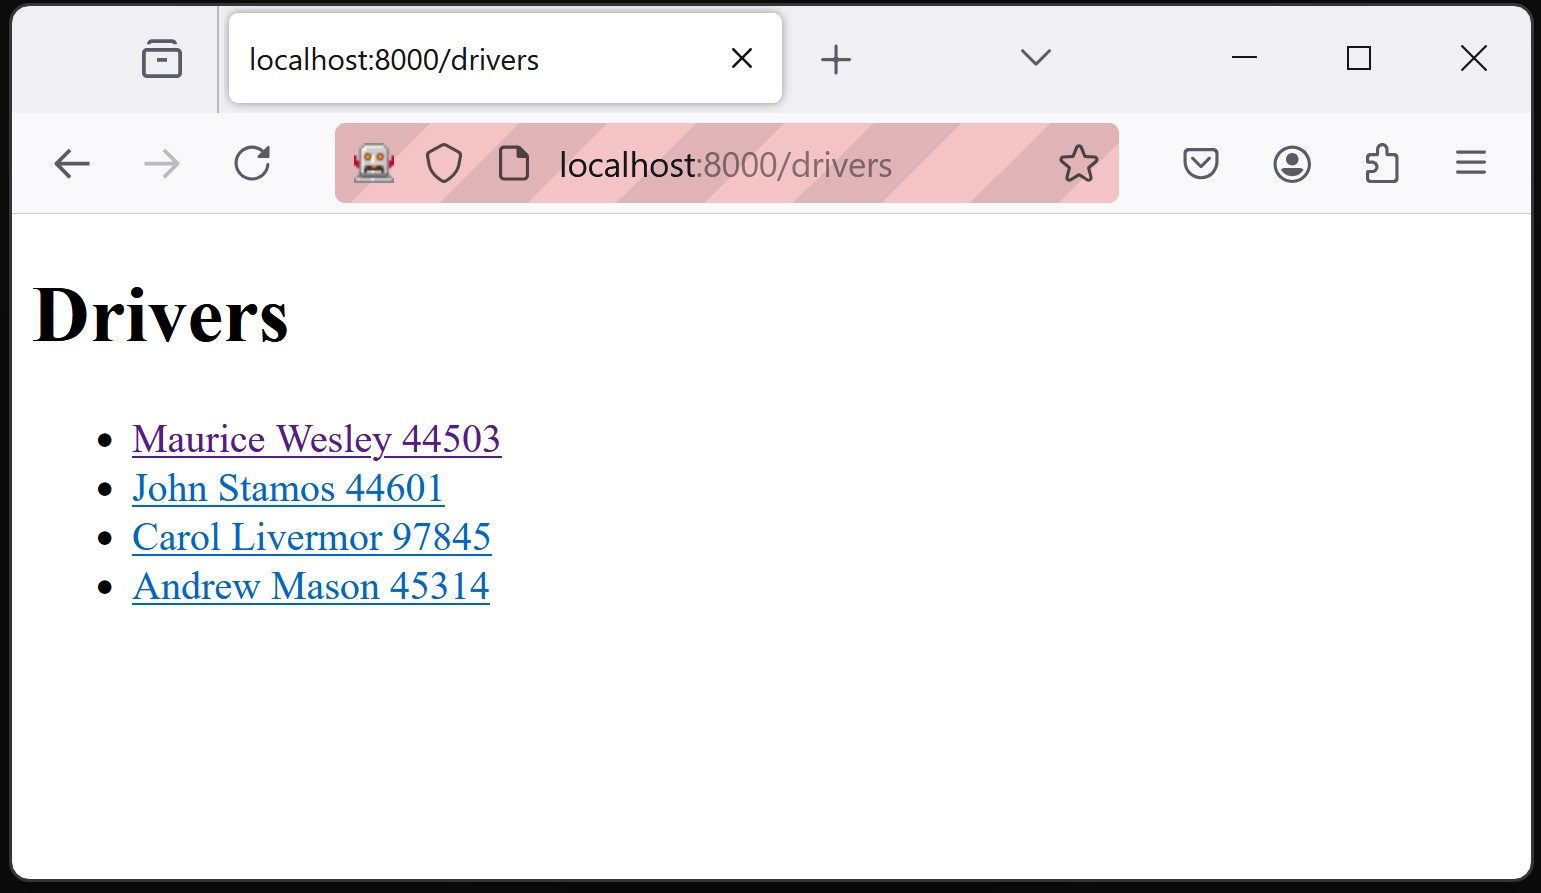 localhost:8000/drivers
localhost:8000/drivers
Drivers
Maurice Wesley 44503
John Stamos 44601
Carol Livermor 97845
Andrew Mason 45314